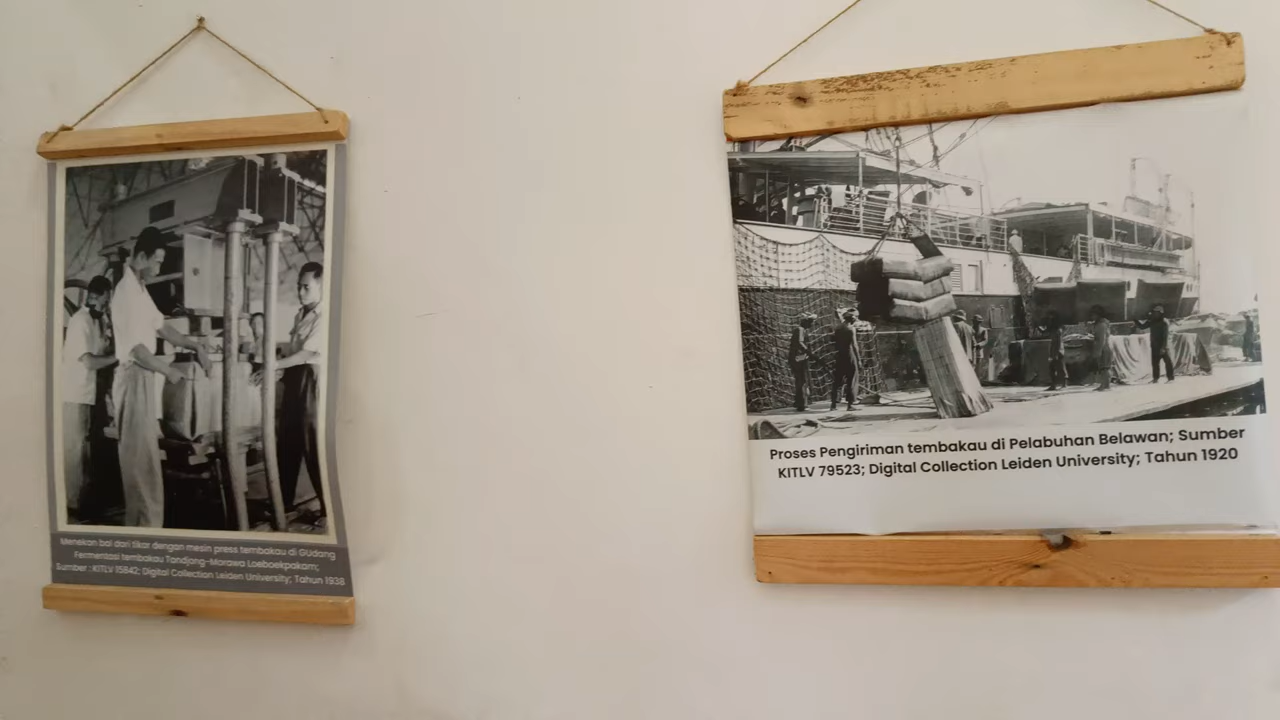 Menekan bal dari tikar dengan mesin press tembakau di GUdang
Fermentasi tembakau Tandjong-Morawa Loeboekpakam;
Sumber : KITLV 15842; Digital Collection Leiden University; Tahun 1938
Proses Pengiriman tembakau di Pelabuhan Belawan; Sumber
KITLV 79523; Digital Collection Leiden University; Tahun 1920